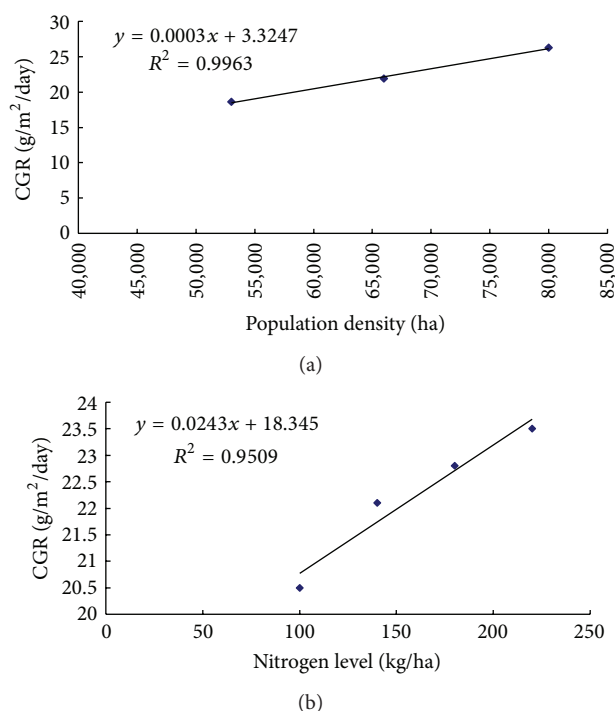 y = 0.0003x + 3.3247
R² = 0.9963
CGR (g/m²/day)
30
25
20
15
10
5
0
40,000
45,000
50,000
55,000
60,000
65,000
70,000
75,000
80,000
85,000
Population density (ha)
(a)
y = 0.0243x + 18.345
R² = 0.9509
CGR (g/m²/day)
24
23.5
23
22.5
22
21.5
21
20.5
20
0 50 100 150 200 250
Nitrogen level (kg/ha)
(b)